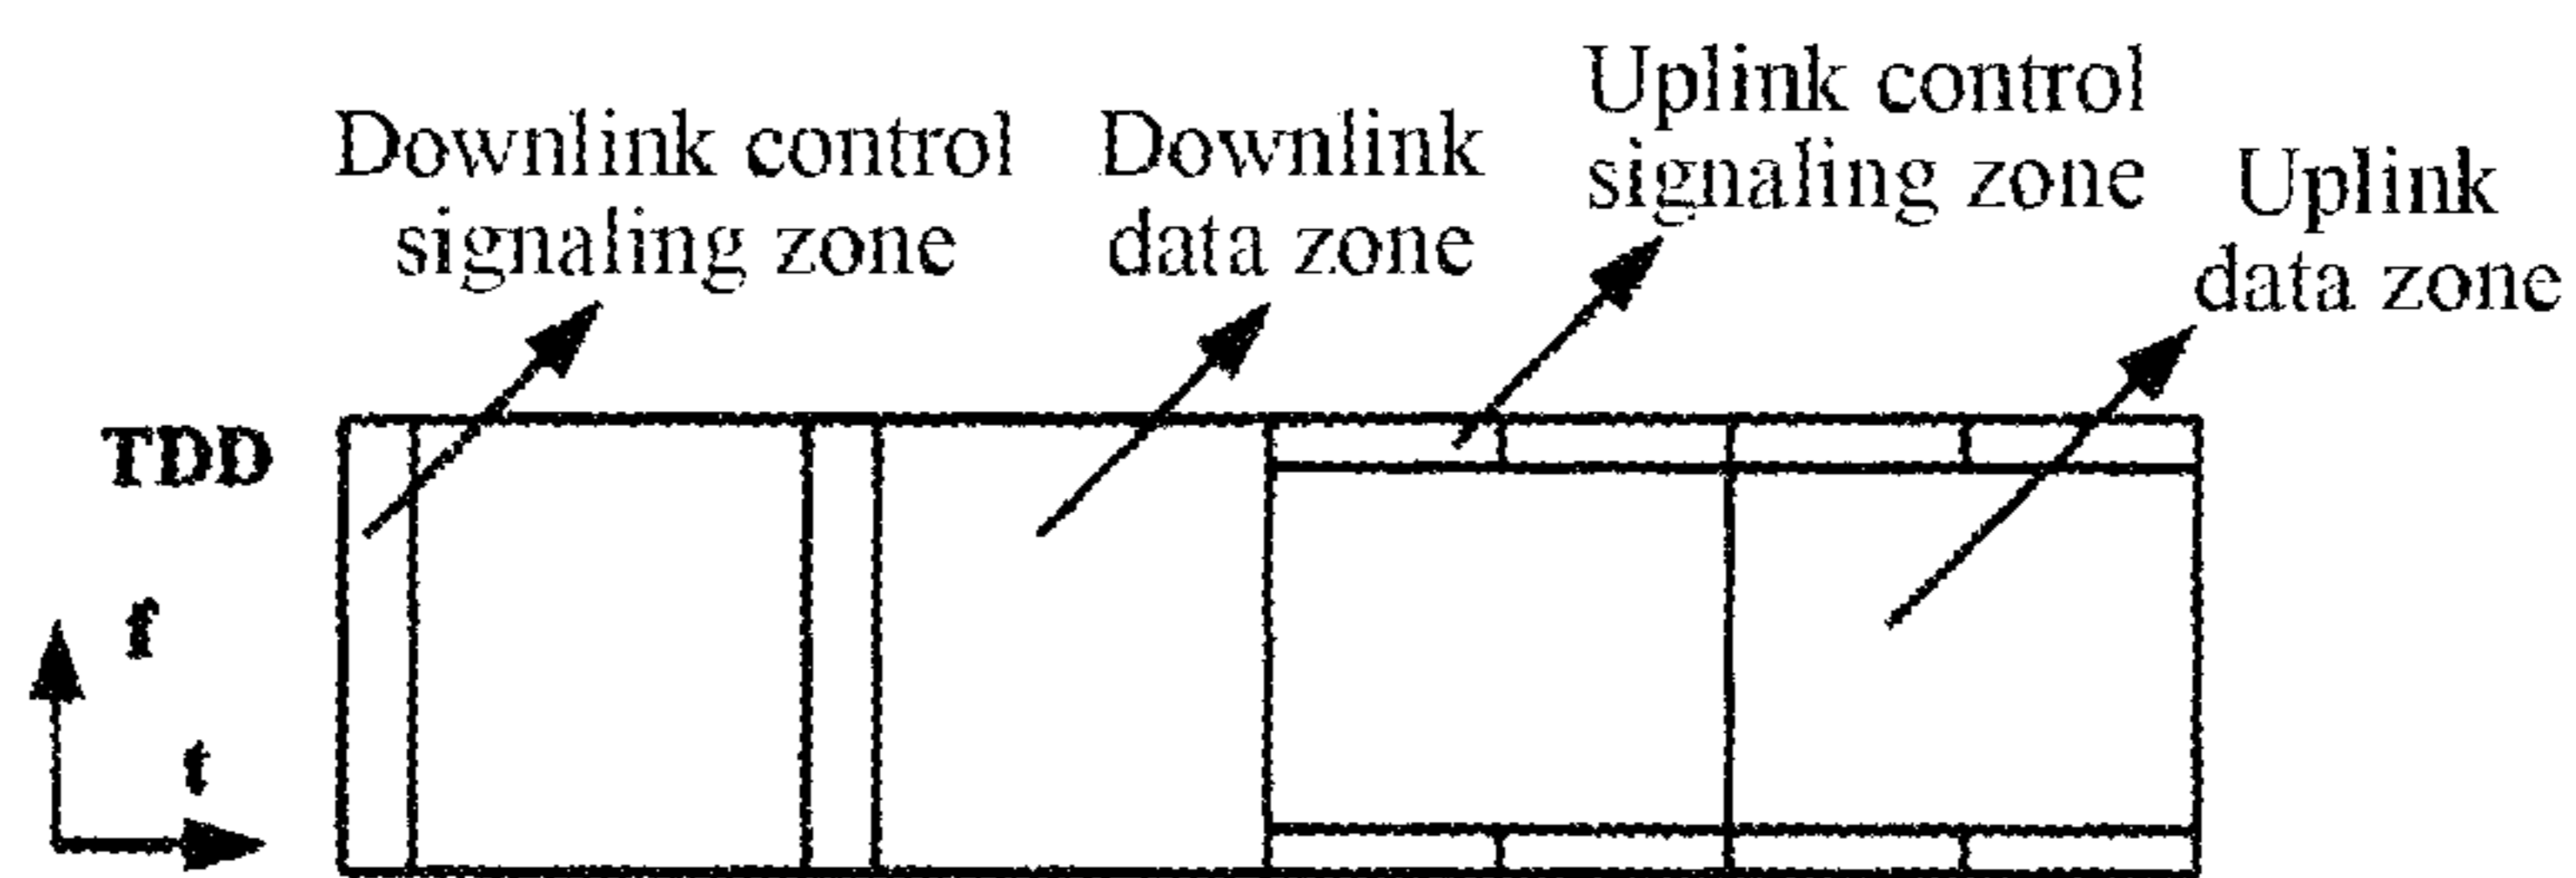 Downlink control
signaling zone
Downlink
data zone
Uplink control
signaling zone
Uplink
data zone
TDD
f
t